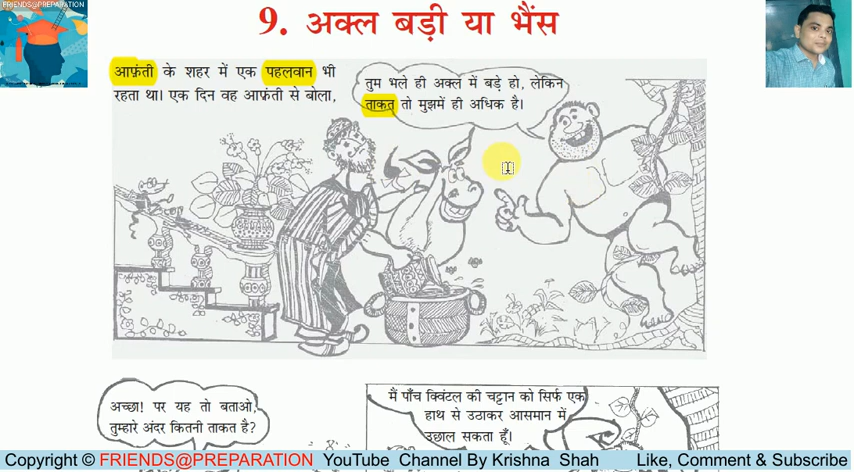 FRIENDS@PREPARATION
9. अक्ल बड़ी या भैंस
आफ़ंती के शहर में एक पहलवान भी
रहता था। एक दिन वह आफ़ंती से बोला,
तुम भले ही अक्ल में बड़े हो, लेकिन
ताकत तो मुझमें ही अधिक है।
अच्छा! पर यह तो बताओ,
तुम्हारे अंदर कितनी ताकत है?
मैं पाँच क्विंटल की चट्टान को सिर्फ एक
हाथ से उठाकर आसमान में
उछाल सकता हूँ।
Copyright © FRIENDS@PREPARATION YouTube Channel By Krishna Shah Like, Comment & Subscribe